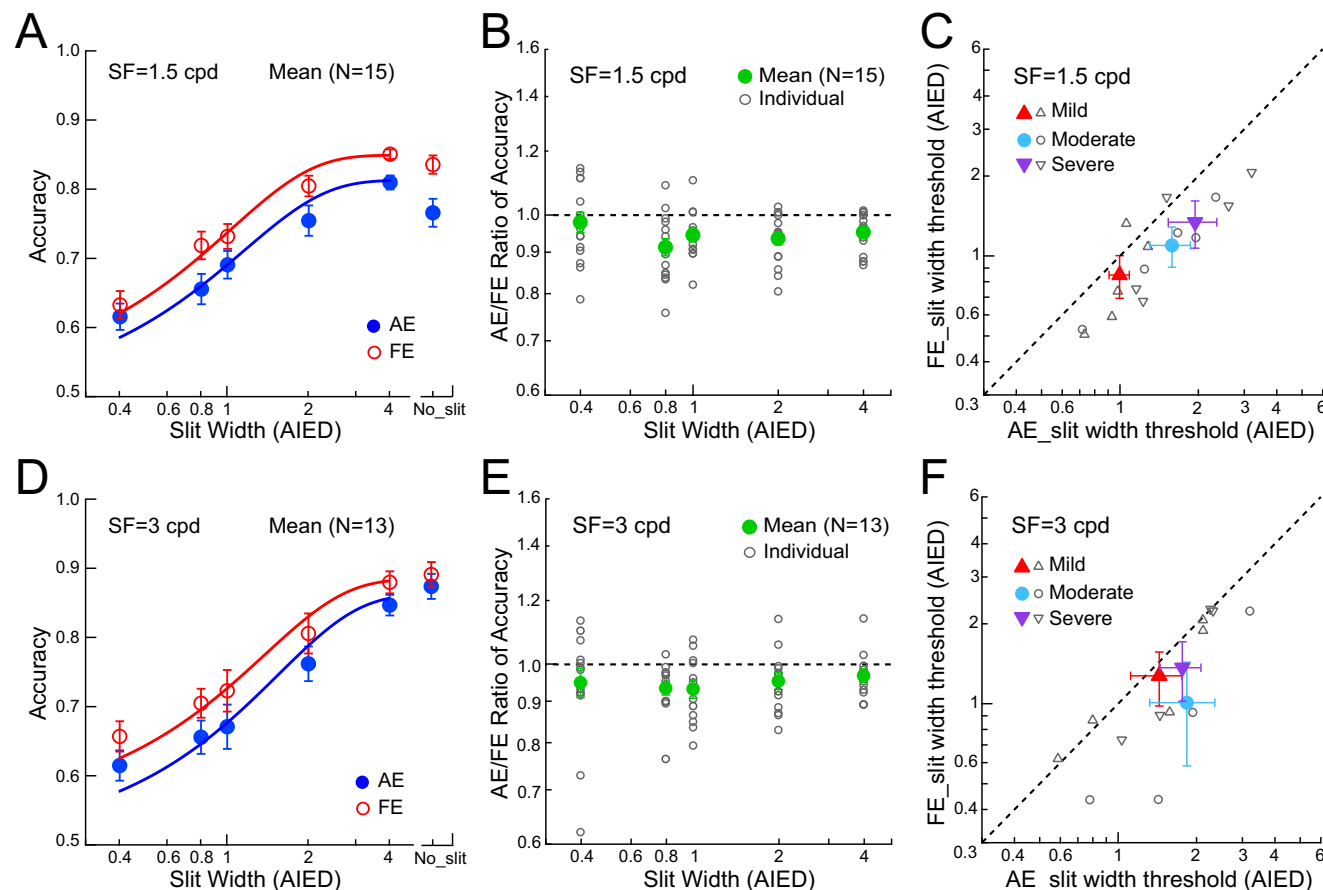 A
SF=1.5 cpd Mean (N=15)
Accuracy
1.0
0.9
0.8
0.7
0.6
0.5
AE
FE
0.4 0.6 0.8 1 2 4 No_slit
Slit Width (AIED)
B
SF=1.5 cpd
Mean (N=15)
Individual
AE/FE Ratio of Accuracy
1.6
1.4
1.2
1.0
0.9
0.8
0.7
0.6
0.4 0.6 0.8 1 2 4
Slit Width (AIED)
C
SF=1.5 cpd
Mild
Moderate
Severe
FE_slit width threshold (AIED)
6
4
2
1
0.6
0.4
0.3
0.4 1 2 4 6
AE_slit width threshold (AIED)
D
SF=3 cpd Mean (N=13)
Accuracy
1.0
0.9
0.8
0.7
0.6
0.5
AE
FE
0.4 0.6 0.8 1 2 4 No_slit
Slit Width (AIED)
E
SF=3 cpd
Mean (N=13)
Individual
AE/FE Ratio of Accuracy
1.6
1.4
1.2
1.0
0.9
0.8
0.7
0.6
0.4 0.6 0.8 1 2 4
Slit Width (AIED)
F
SF=3 cpd
Mild
Moderate
Severe
FE_slit width threshold (AIED)
6
4
2
1
0.6
0.4
0.3
0.4 1 2 4 6
AE_slit width threshold (AIED)